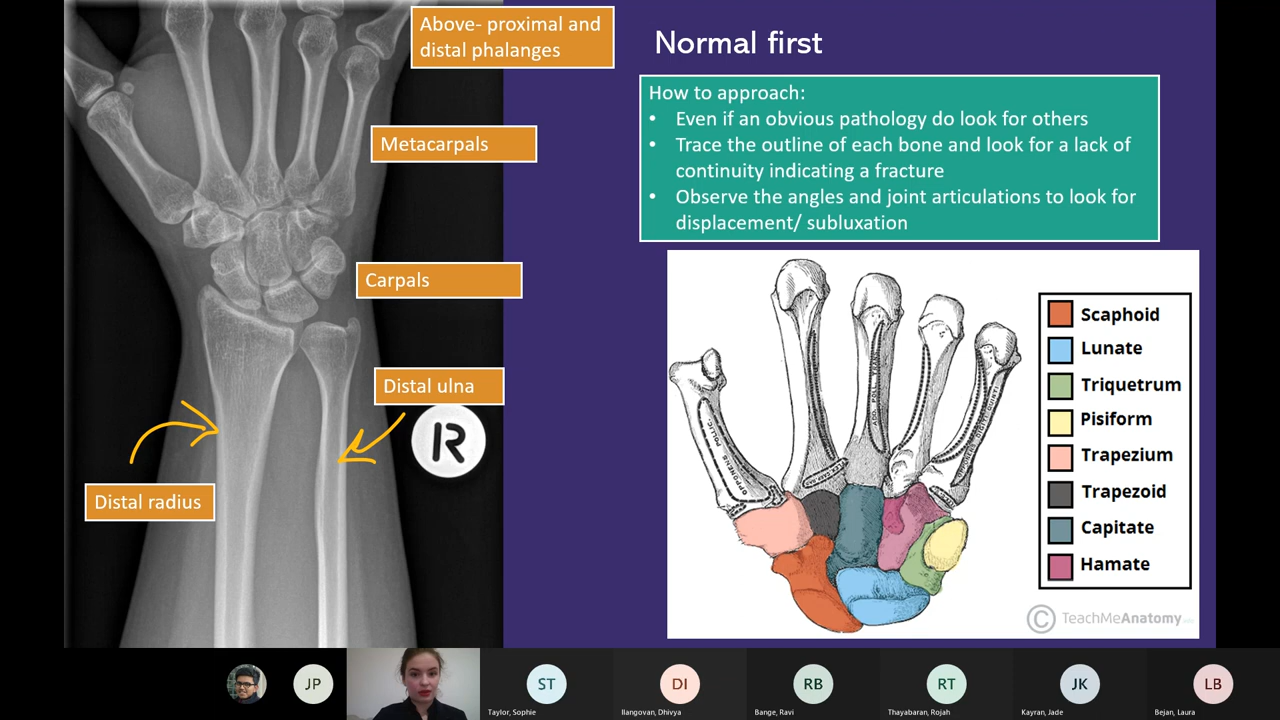 Above- proximal and
distal phalanges
Metacarpals
Carpals
Distal ulna
R
Distal radius
Normal first
How to approach:
• Even if an obvious pathology do look for others
• Trace the outline of each bone and look for a lack of
continuity indicating a fracture
• Observe the angles and joint articulations to look for
displacement/ subluxation
OPPONENS POLLIC.
Scaphoid
Lunate
Triquetrum
Pisiform
Trapezium
Trapezoid
Capitate
Hamate
© TeachMeAnatomy
JP
ST
DI
RB
RT
JK
LB
Taylor, Sophie
Ilangovan, Dhivya
Bange, Ravi
Thayabaran, Rojah
Kayran, Jade
Bejan, Laura